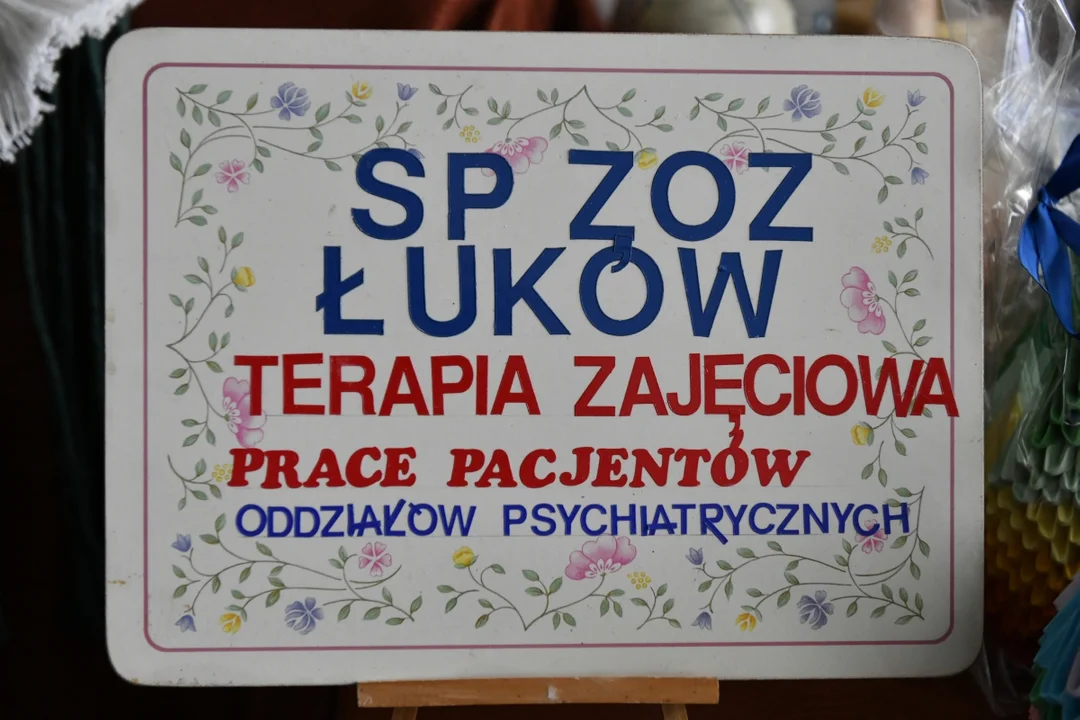 SP ZOZ
ŁUKÓW
TERAPIA ZAJĘCIOWA
PRACE PACJENTÓW
ODDZIAŁÓW PSYCHIATRYCZNYCH